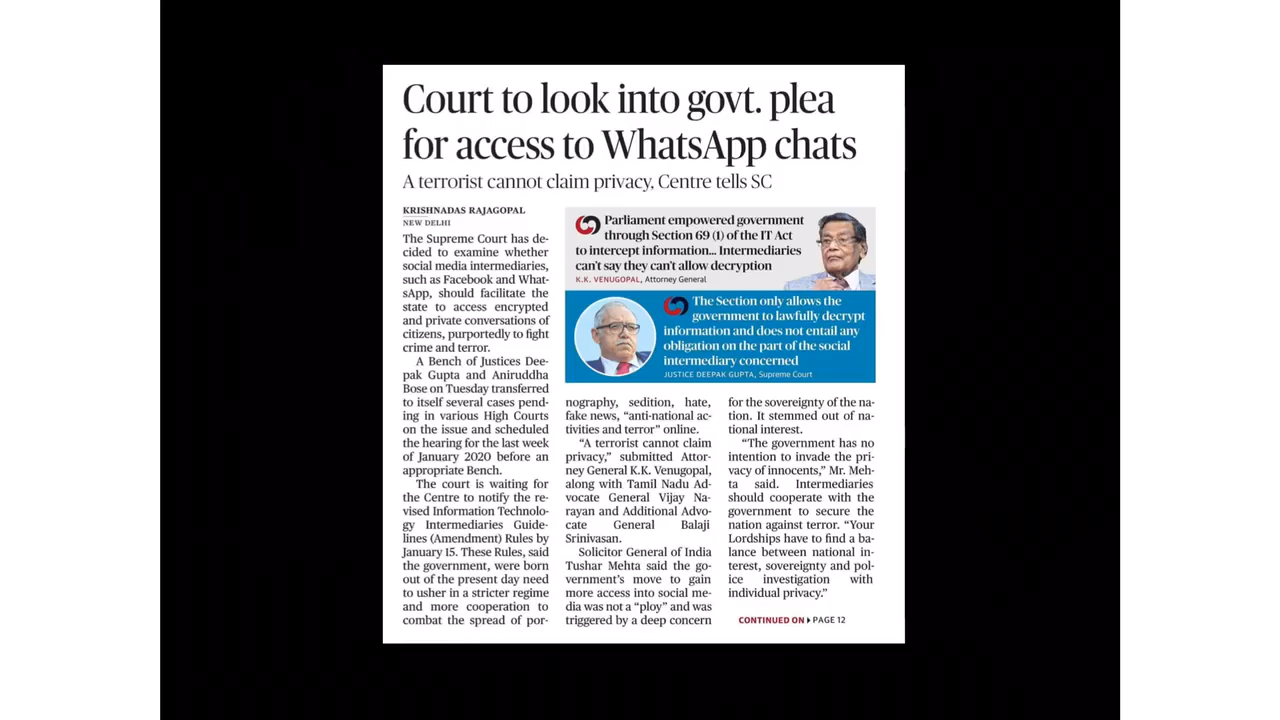 Court to look into govt. plea
for access to WhatsApp chats
A terrorist cannot claim privacy, Centre tells SC
KRISHNADAS RAJAGOPAL
NEW DELHI
The Supreme Court has de-
cided to examine whether
social media intermediaries,
such as Facebook and What-
sApp, should facilitate the
state to access encrypted
and private conversations of
citizens, purportedly to fight
crime and terror.
A Bench of Justices Dee-
pak Gupta and Aniruddha
Bose on Tuesday transferred
to itself several cases pend-
ing in various High Courts
on the issue and scheduled
the hearing for the last week
of January 2020 before an
appropriate Bench.
The court is waiting for
the Centre to notify the re-
vised Information Technolo-
gy Intermediaries Guide-
lines (Amendment) Rules by
January 15. These Rules, said
the government, were born
out of the present day need
to usher in a stricter regime
and more cooperation to
combat the spread of por-
Parliament empowered government
through Section 69 (1) of the IT Act
to intercept information... Intermediaries
can't say they can't allow decryption
K.K. VENUGOPAL, Attorney General
The Section only allows the
government to lawfully decrypt
information and does not entail any
obligation on the part of the social
intermediary concerned
JUSTICE DEEPAK GUPTA, Supreme Court
nography, sedition, hate,
fake news, “anti-national ac-
tivities and terror” online.
“A terrorist cannot claim
privacy,” submitted Attor-
ney General K.K. Venugopal,
along with Tamil Nadu Ad-
vocate General Vijay Na-
rayan and Additional Advo-
cate General Balaji
Srinivasan.
Solicitor General of India
Tushar Mehta said the go-
vernment’s move to gain
more access into social me-
dia was not a “ploy” and was
triggered by a deep concern
for the sovereignty of the na-
tion. It stemmed out of na-
tional interest.
“The government has no
intention to invade the pri-
vacy of innocents,” Mr. Meh-
ta said. Intermediaries
should cooperate with the
government to secure the
nation against terror. “Your
Lordships have to find a ba-
lance between national in-
terest, sovereignty and pol-
ice investigation with
individual privacy.”
CONTINUED ON PAGE 12